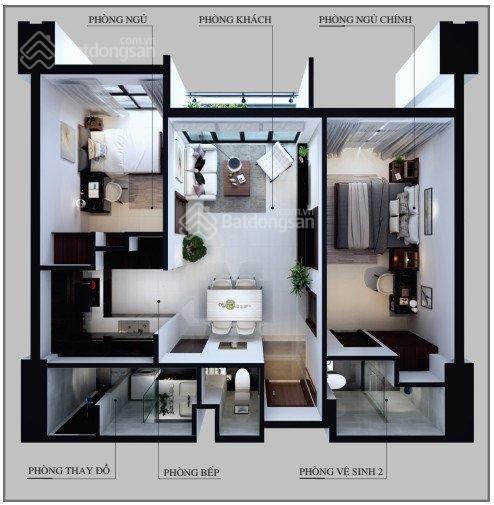 PHÒNG NGỦ
PHÒNG KHÁCH
PHÒNG NGỦ CHÍNH
Batdongsan
.com.vn
Batdongsan
.com.vn
PHÒNG THAY ĐỒ
PHÒNG BẾP
PHÒNG VỆ SINH 2